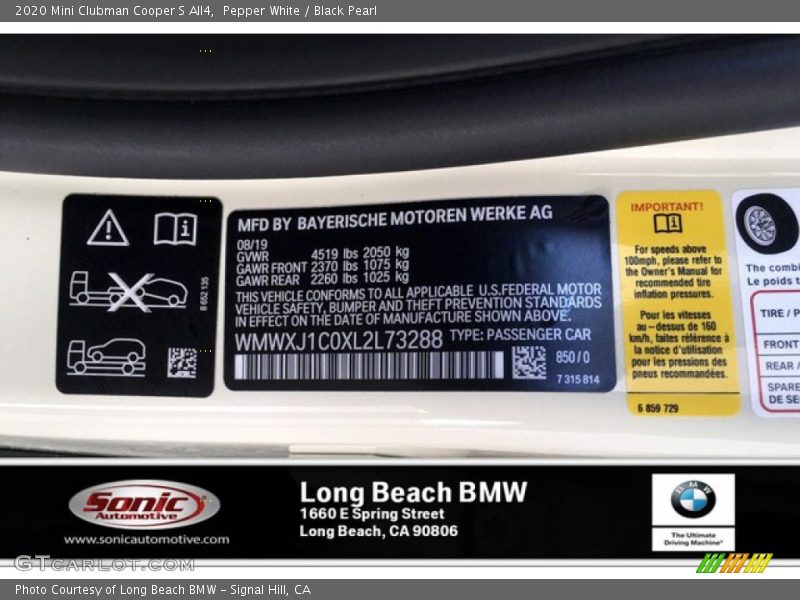 2020 Mini Clubman Cooper S All4,  Pepper White / Black Pearl
MFD BY BAYERISCHE MOTOREN WERKE AG
08/19
GVWR 4519 lbs 2050 kg
GAWR FRONT 2370 lbs 1075 kg
GAWR REAR 2260 lbs 1025 kg
THIS VEHICLE CONFORMS TO ALL APPLICABLE U.S.FEDERAL MOTOR
VEHICLE SAFETY, BUMPER AND THEFT PREVENTION STANDARDS
IN EFFECT ON THE DATE OF MANUFACTURE SHOWN ABOVE.
WMWXJ1C0XL2L73288 TYPE: PASSENGER CAR
850/0
7 315 814
8 652 135
IMPORTANT!
For speeds above
100mph, please refer to
the Owner's Manual for
recommended tire
inflation pressures.
Pour les vitesses
au-dessus de 160
km/h, faites référence à
la notice d'utilisation
pour les pressions des
pneus recommandées.
6 859 729
The combi
Le poids t
TIRE / P
FRONT
REAR /
SPARE
DE SE
Sonic
Automotive
www.sonicautomotive.com
Long Beach BMW
1660 E Spring Street
Long Beach, CA 90806
BMW
The Ultimate
Driving Machine®
GTCarLot.com
Photo Courtesy of Long Beach BMW - Signal Hill, CA